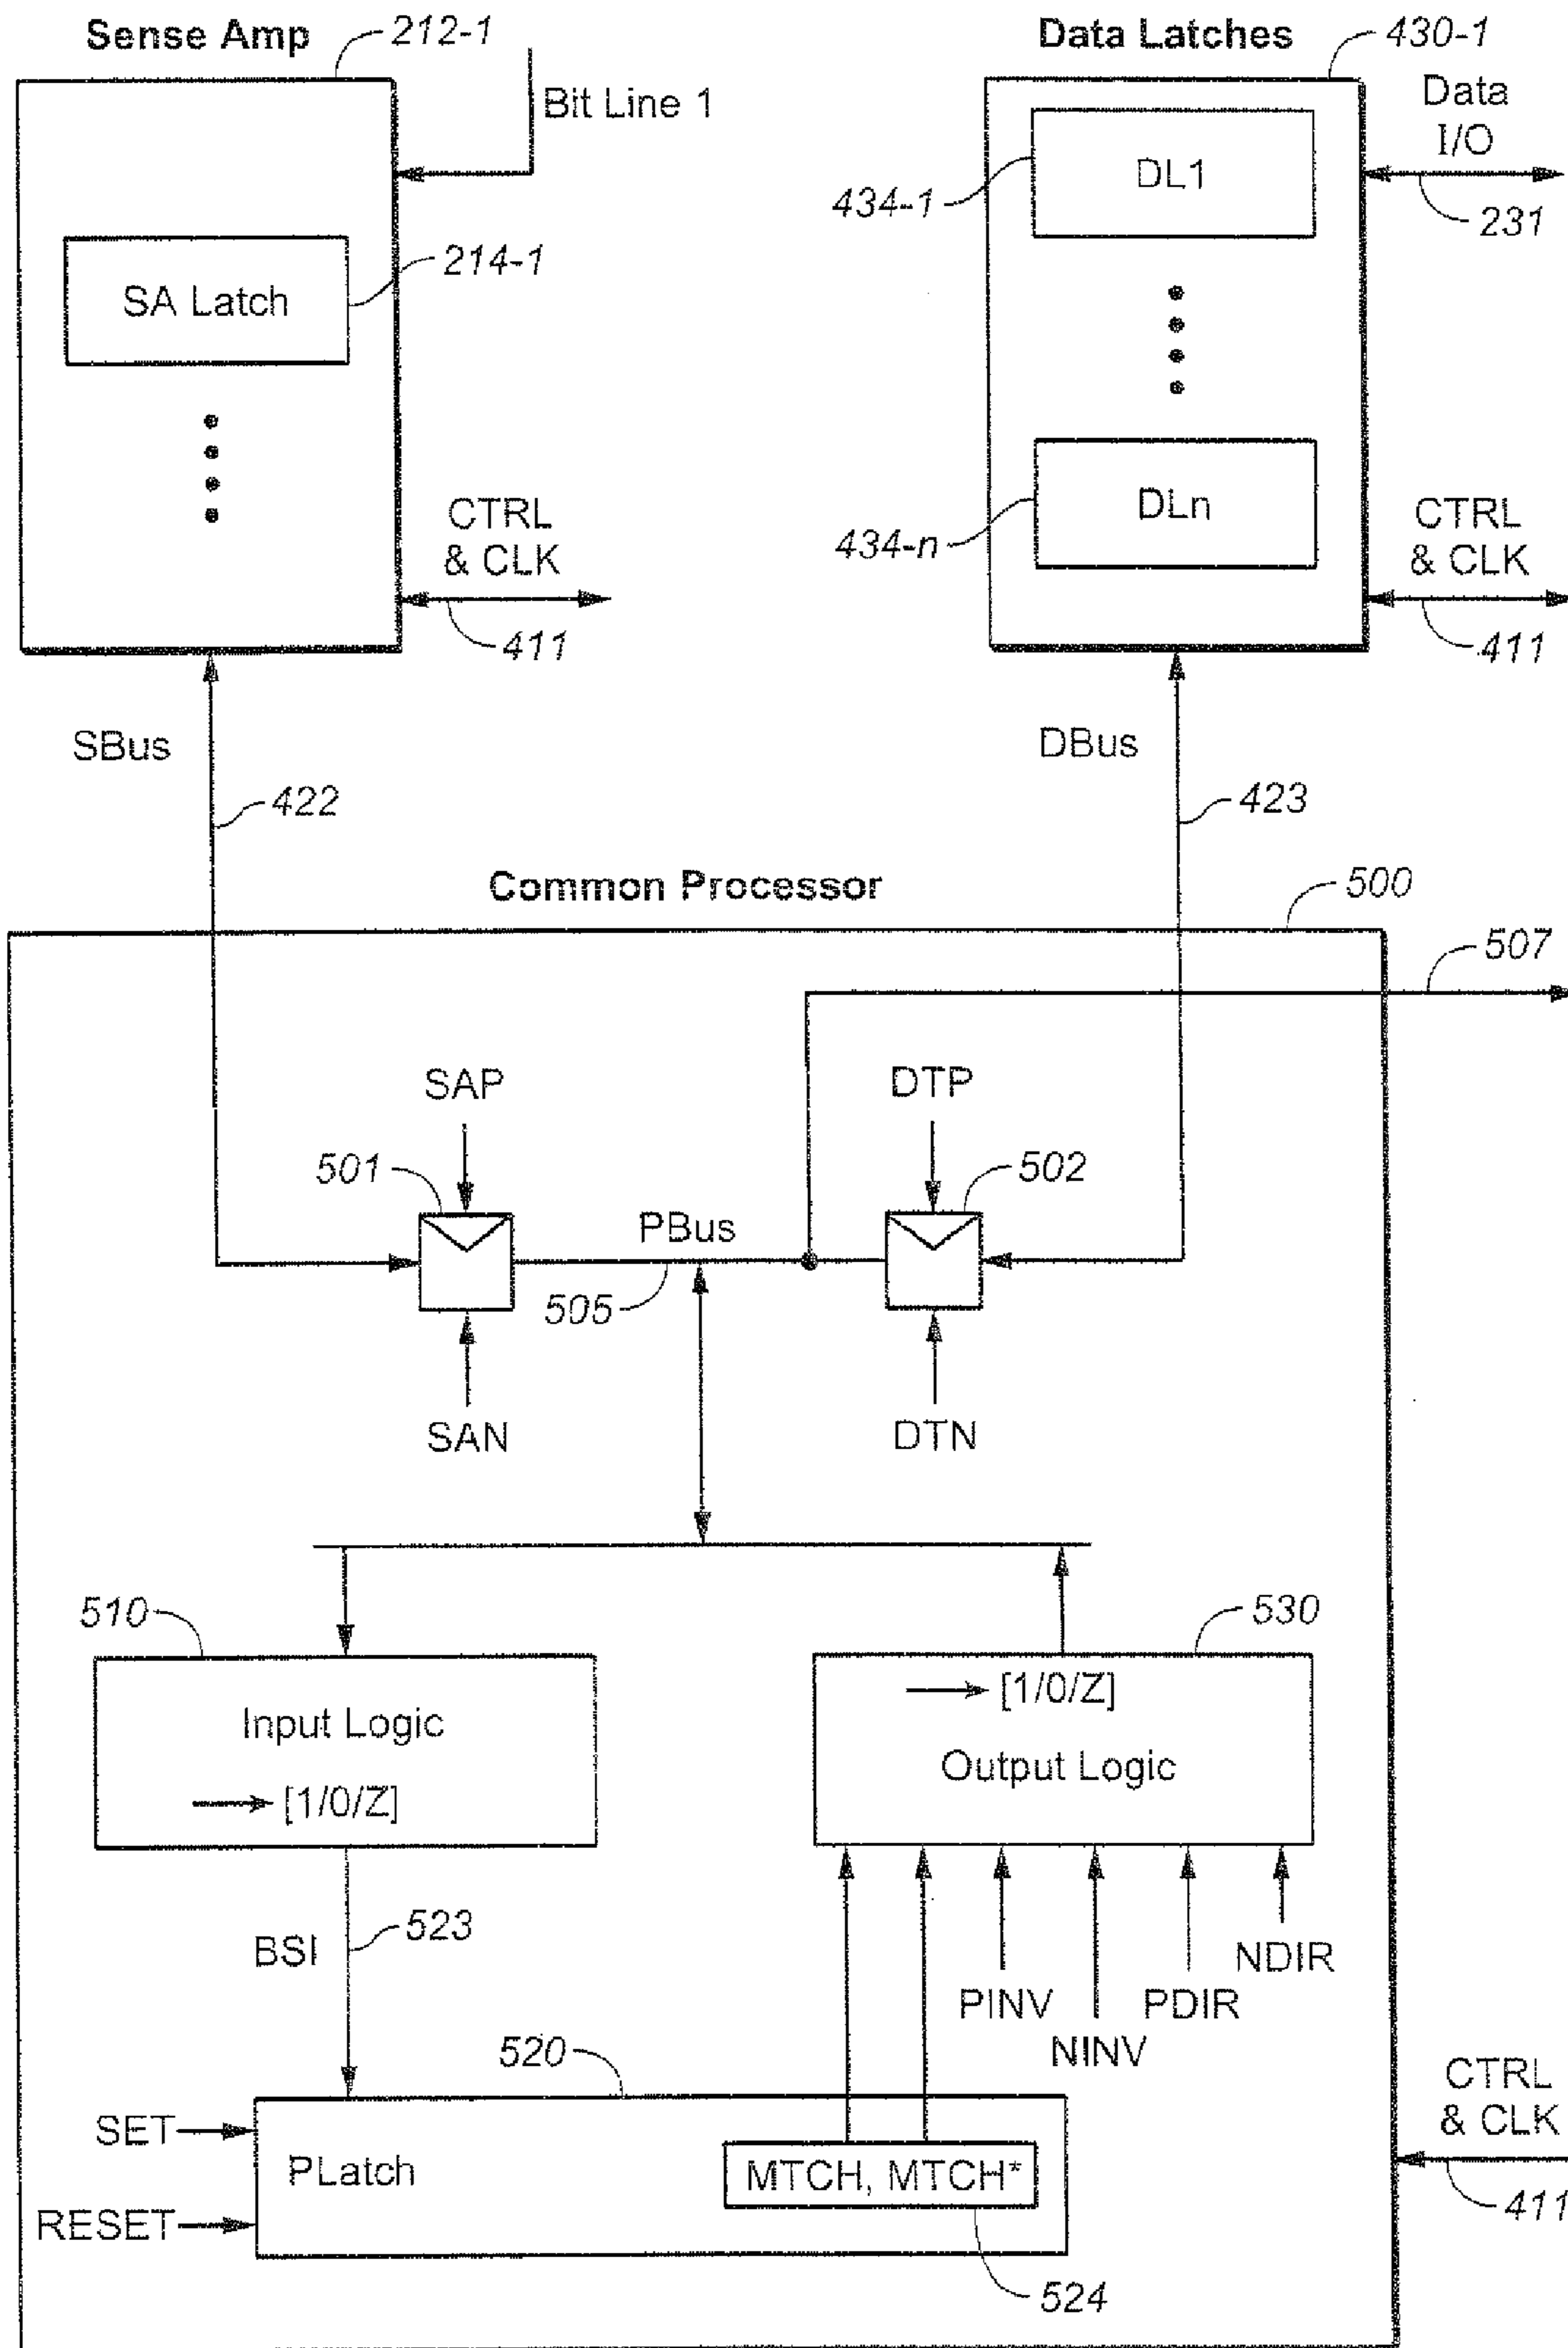 Sense Amp
212-1
Data Latches
430-1
Bit Line 1
Data
I/O
DL1
434-1
231
214-1
SA Latch
CTRL
& CLK
DLn
434-n
CTRL
& CLK
411
411
SBus
DBus
422
423
Common Processor
500
507
SAP
DTP
501
502
PBus
505
SAN
DTN
510
530
Input Logic
[1/0/Z]
[1/0/Z]
Output Logic
BSI
523
NDIR
PINV
PDIR
NINV
520
SET
PLatch
MTCH, MTCH*
RESET
CTRL
& CLK
411
524